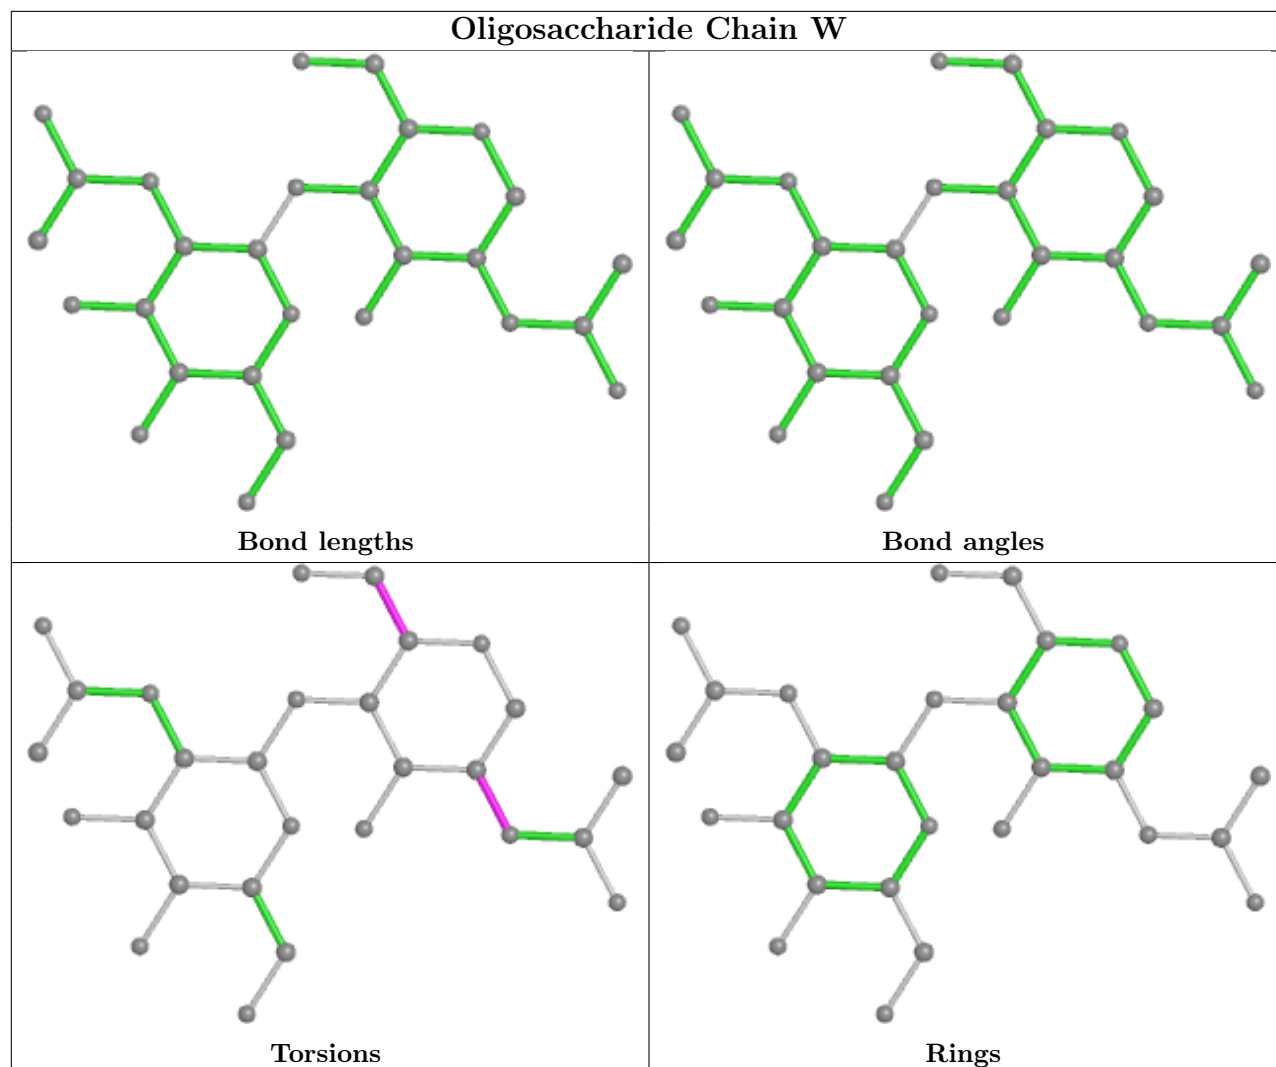 Oligosaccharide Chain W
Bond lengths
Bond angles
Torsions
Rings